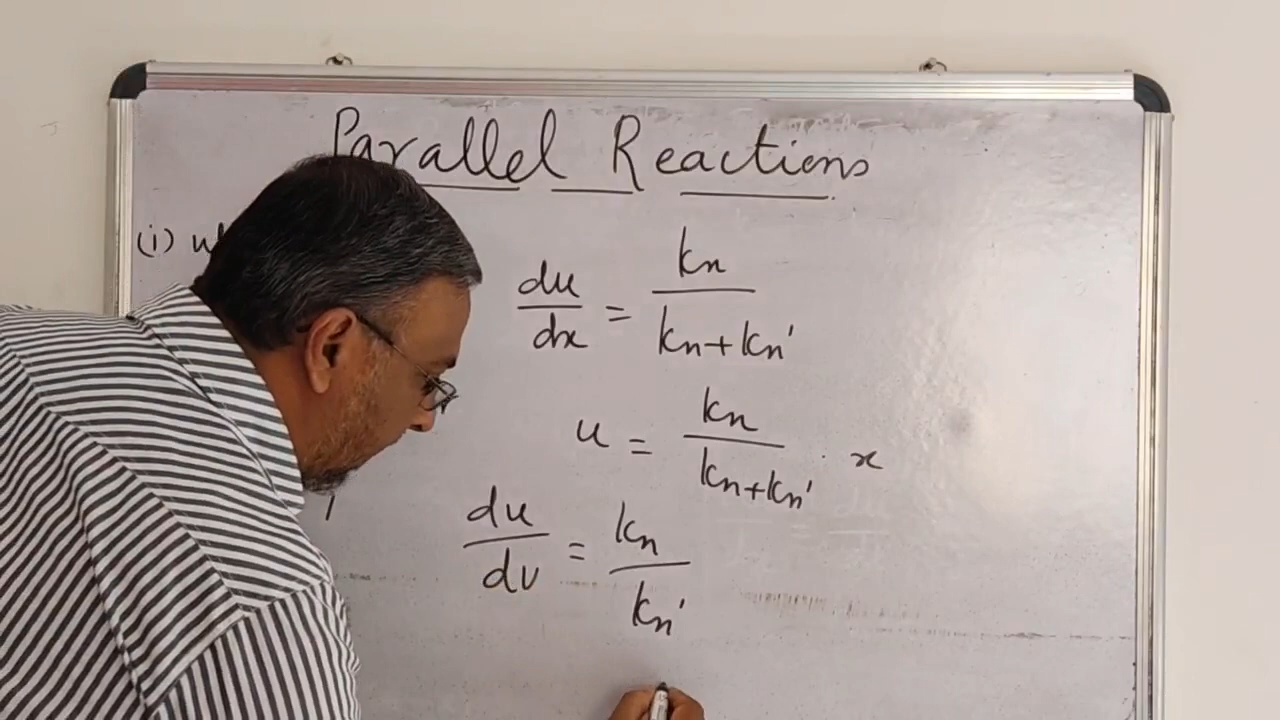 Parallel Reactions
(i)
du/dx = kn/kn+kn'
u = kn/kn+kn' . x
du/dv = kn/kn'